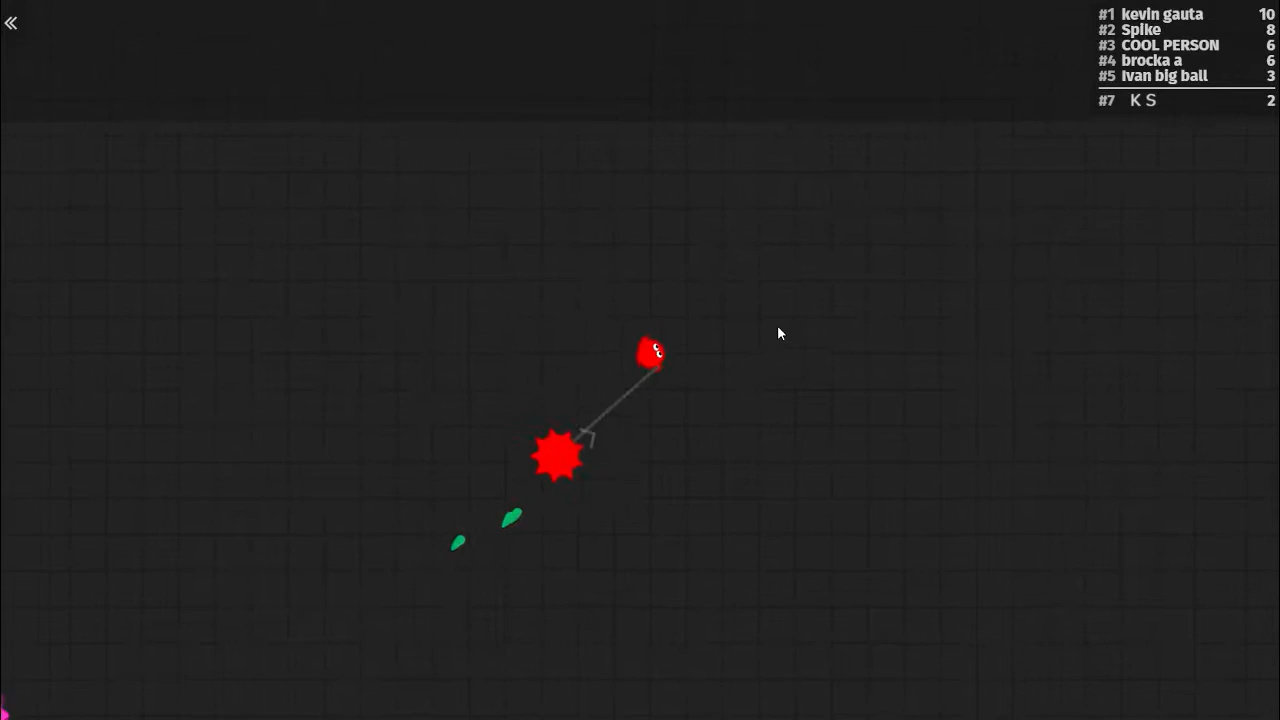 «
#1 kevin gauta 10
#2 Spike 8
#3 COOL PERSON 6
#4 brocka a 6
#5 Ivan big ball 3
#7 K S 2